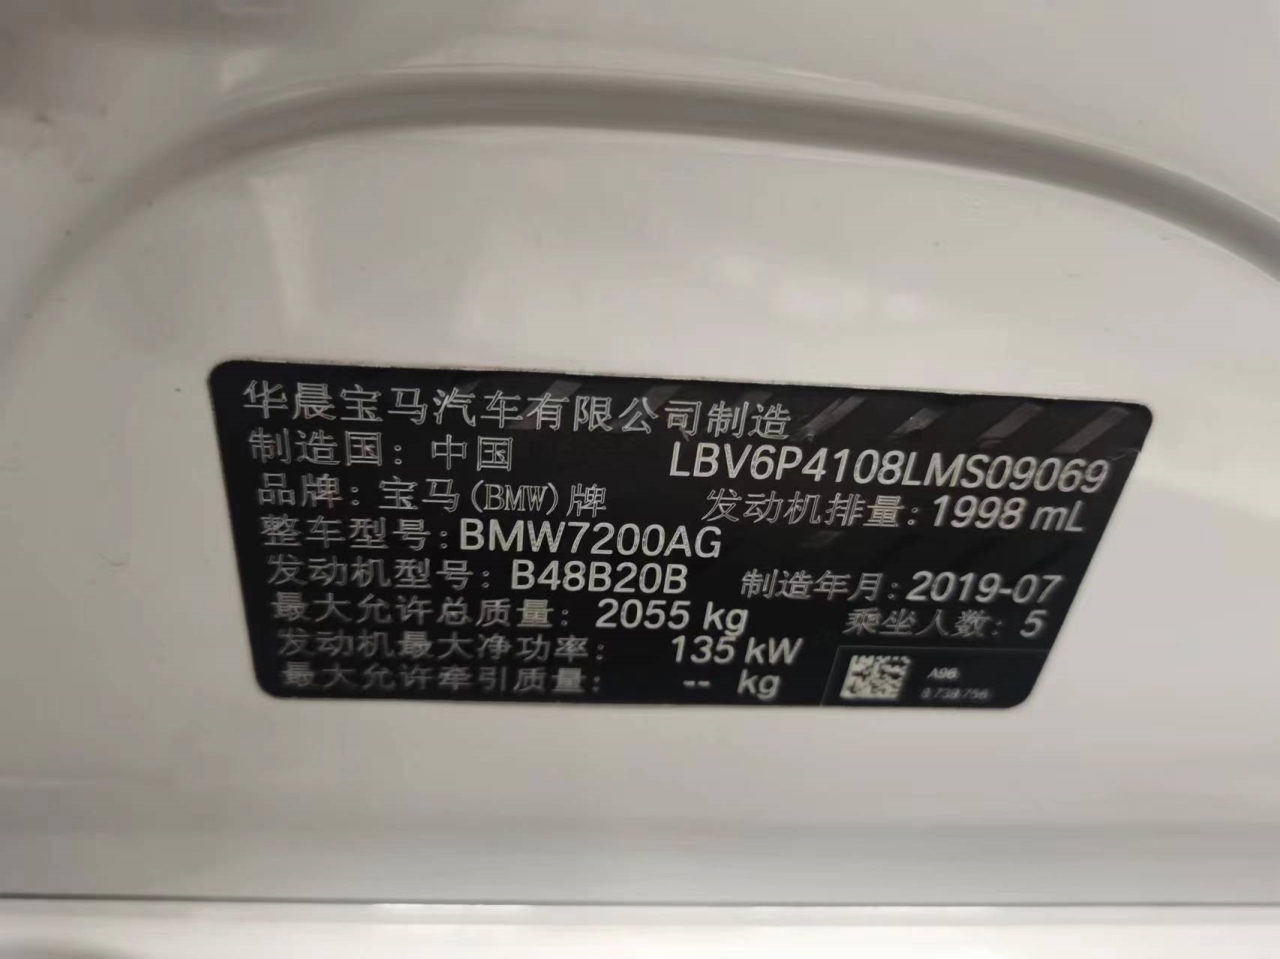 华晨宝马汽车有限公司制造
制造国：中国
LBV6P4108LMS09069
品牌：宝马(BMW)牌
发动机排量：1998 mL
整车型号：BMW7200AG
发动机型号：B48B20B
制造年月：2019-07
最大允许总质量：2055 kg
乘坐人数：5
发动机最大净功率：135 kW
最大允许牵引质量：-- kg
A96